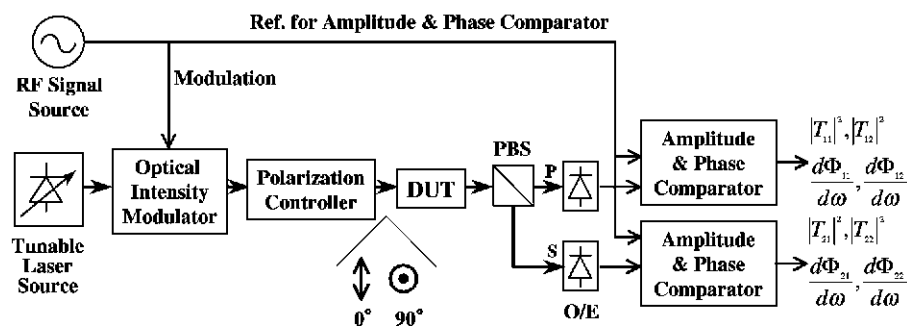 Ref. for Amplitude & Phase Comparator
RF Signal
Source
Modulation
Tunable
Laser
Source
Optical
Intensity
Modulator
Polarization
Controller
DUT
PBS
P
S
O/E
0°
90°
Amplitude
& Phase
Comparator
|T₁₁|², |T₁₂|²
dΦ₁₁/dω, dΦ₁₂/dω
Amplitude
& Phase
Comparator
|T₂₁|², |T₂₂|²
dΦ₂₁/dω, dΦ₂₂/dω